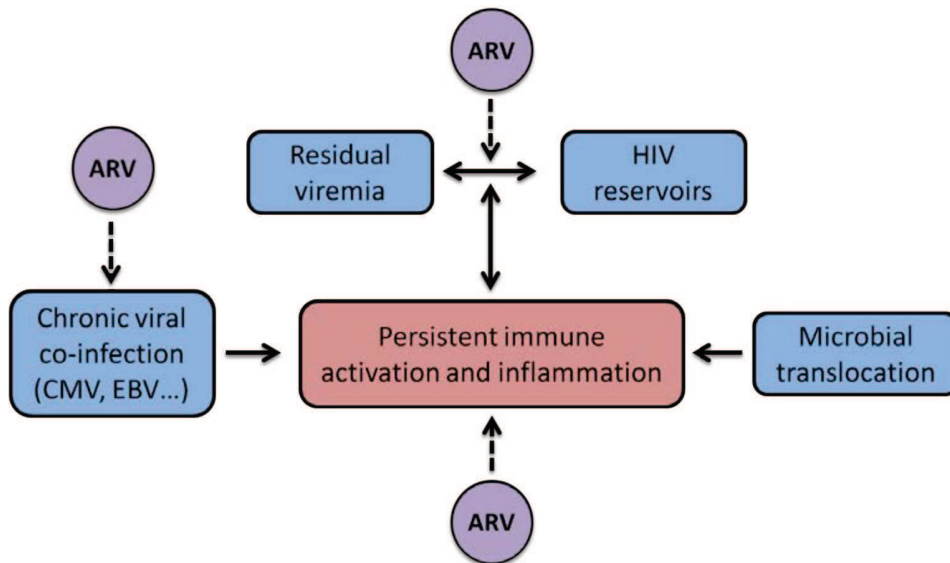 ARV
Residual
viremia
HIV
reservoirs
ARV
Chronic viral
co-infection
(CMV, EBV...)
Persistent immune
activation and inflammation
Microbial
translocation
ARV